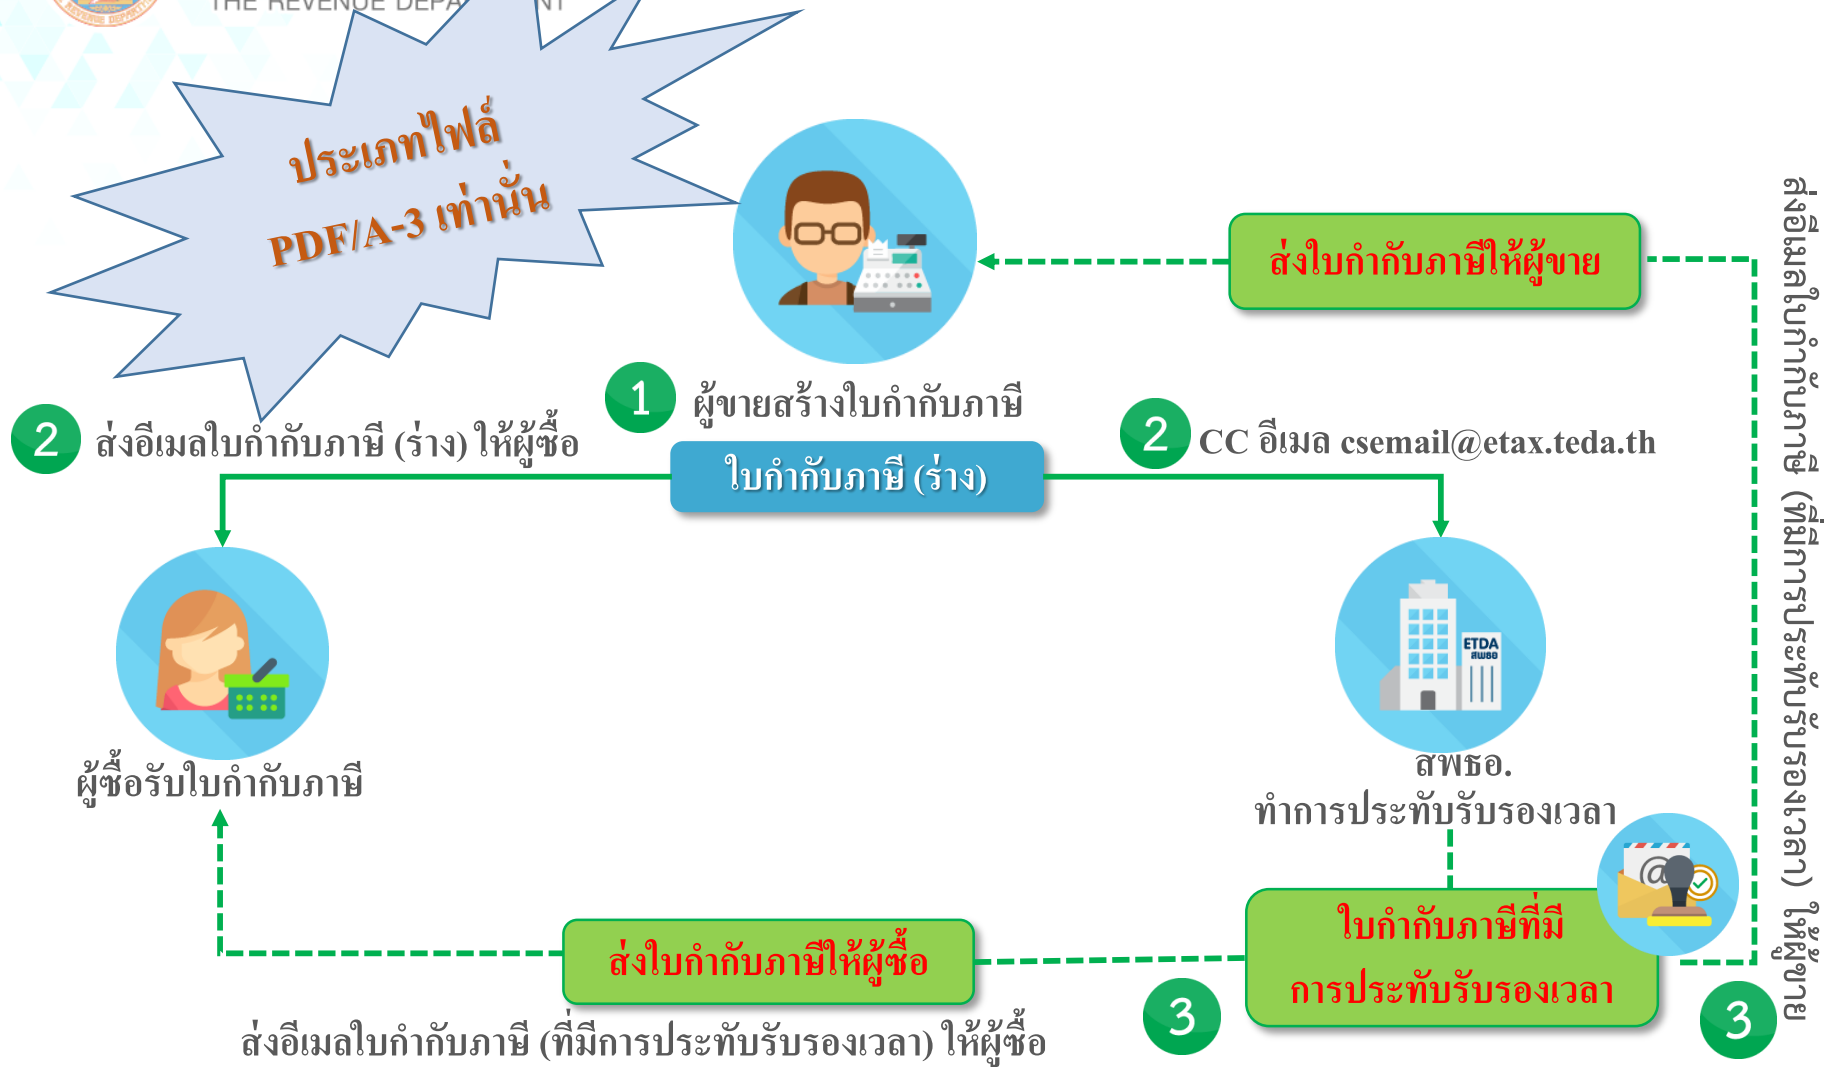 THE REVENUE DEPARTMENT
ประเภทไฟล์
PDF/A-3 เท่านั่น
ส่งใบกำกับภาษีให้ผู้ขาย
1
ผู้ขายสร้างใบกำกับภาษี
2
ส่งอีเมลใบกำกับภาษี (ร่าง) ให้ผู้ซื้อ
ใบกำกับภาษี (ร่าง)
2
CC อีเมล csemail@etax.teda.th
ETDA
สพธอ
ผู้ซื้อรับใบกำกับภาษี
สพธอ.
ทำการประทับรับรองเวลา
@
ใบกำกับภาษีที่มี
การประทับรับรองเวลา
ส่งใบกำกับภาษีให้ผู้ซื้อ
3
3
ส่งอีเมลใบกำกับภาษี (ที่มีการประทับรับรองเวลา) ให้ผู้ซื้อ
ส่งอีเมลใบกำกับภาษี (ที่มีการประทับรับรองเวลา) ให้ผู้ขาย